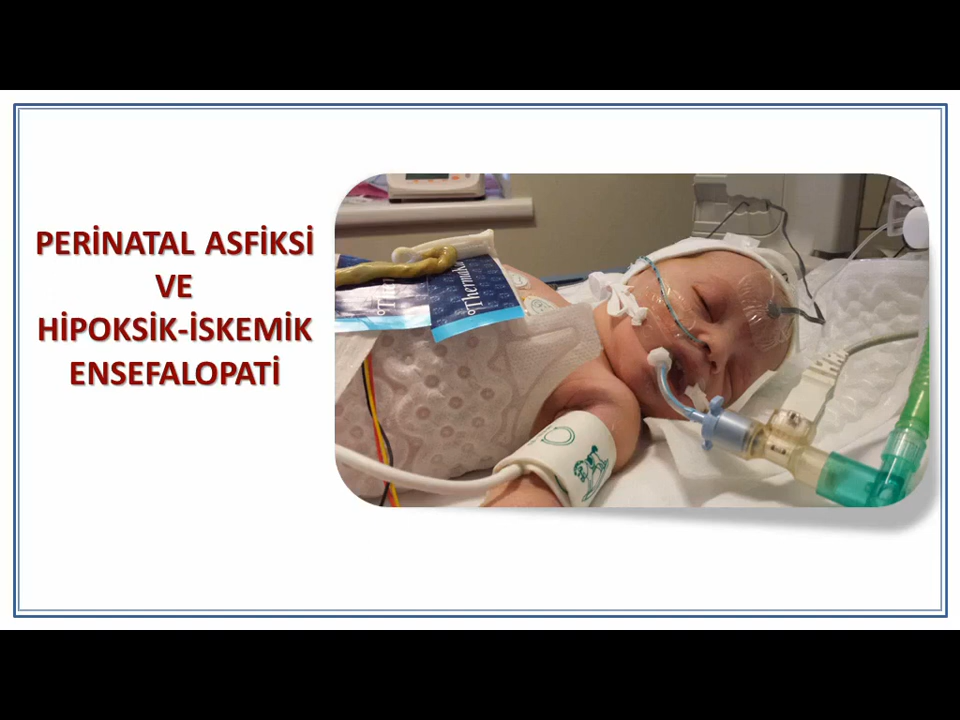 PERİNATAL ASFİKSİ
VE
HİPOKSİK-İSKEMİK
ENSEFALOPATİ